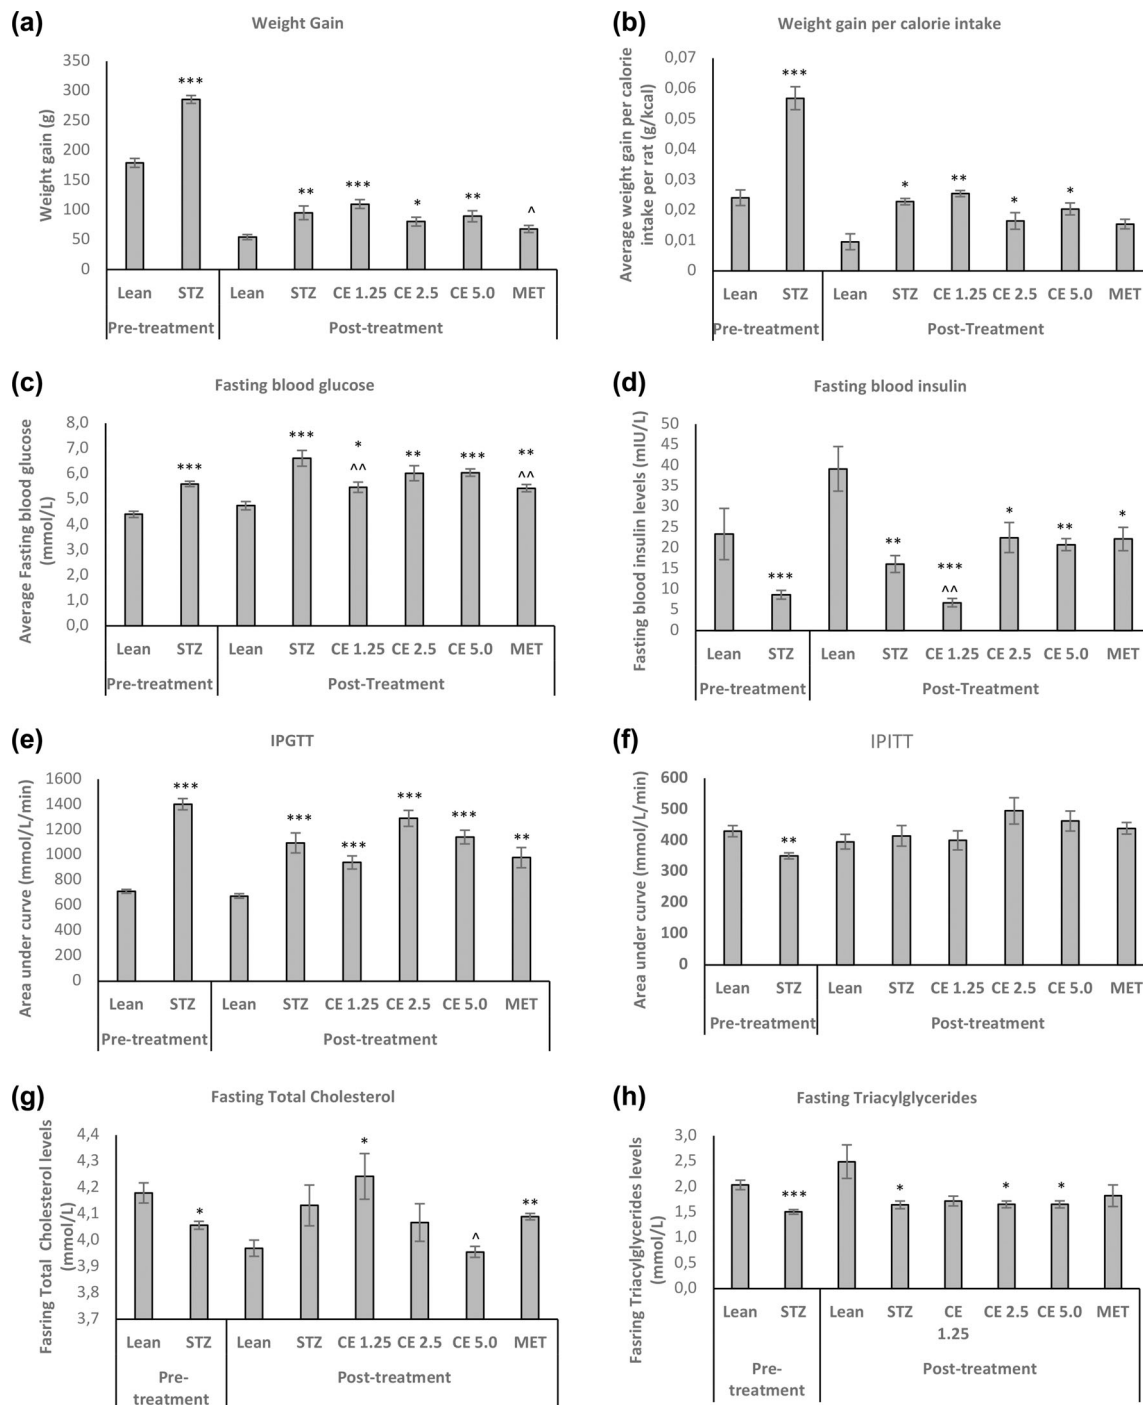 (a)
Weight Gain
Weight gain (g)
350
300
250
200
150
100
50
0
***
**
***
*
**
^
Lean STZ Lean STZ CE 1.25 CE 2.5 CE 5.0 MET
Pre-treatment Post-treatment
(b)
Weight gain per calorie intake
Average weight gain per calorie
intake per rat (g/kcal)
0,07
0,06
0,05
0,04
0,03
0,02
0,01
0
***
*
**
*
*
Lean STZ Lean STZ CE 1.25 CE 2.5 CE 5.0 MET
Pre-treatment Post-Treatment
(c)
Fasting blood glucose
Average Fasting blood glucose
(mmol/L)
8,0
7,0
6,0
5,0
4,0
3,0
2,0
1,0
0,0
***
***
*
^^
**
***
**
^^
Lean STZ Lean STZ CE 1.25 CE 2.5 CE 5.0 MET
Pre-treatment Post-Treatment
(d)
Fasting blood insulin
Fasting blood insulin levels (mIU/L)
50
45
40
35
30
25
20
15
10
5
0
***
**
***
^^
*
**
*
Lean STZ Lean STZ CE 1.25 CE 2.5 CE 5.0 MET
Pre-treatment Post-Treatment
(e)
IPGTT
Area under curve (mmol/L/min)
1600
1400
1200
1000
800
600
400
200
0
***
***
***
***
***
**
Lean STZ Lean STZ CE 1.25 CE 2.5 CE 5.0 MET
Pre-treatment Post-treatment
(f)
IPITT
Area under curve (mmol/L/min)
600
500
400
300
200
100
0
**
Lean STZ Lean STZ CE 1.25 CE 2.5 CE 5.0 MET
Pre-treatment Post-treatment
(g)
Fasting Total Cholesterol
Fasring Total Cholesterol levels
(mmol/L)
4,4
4,3
4,2
4,1
4,0
3,9
3,8
3,7
*
*
^
**
Lean STZ Lean STZ CE 1.25 CE 2.5 CE 5.0 MET
Pre-
treatment
Post-treatment
(h)
Fasting Triacylglycerides
Fasring Triacylglycerides levels
(mmol/L)
3,0
2,5
2,0
1,5
1,0
0,5
0,0
***
*
*
*
Lean STZ Lean STZ CE
1.25
CE 2.5 CE 5.0 MET
Pre-
treatment
Post-treatment